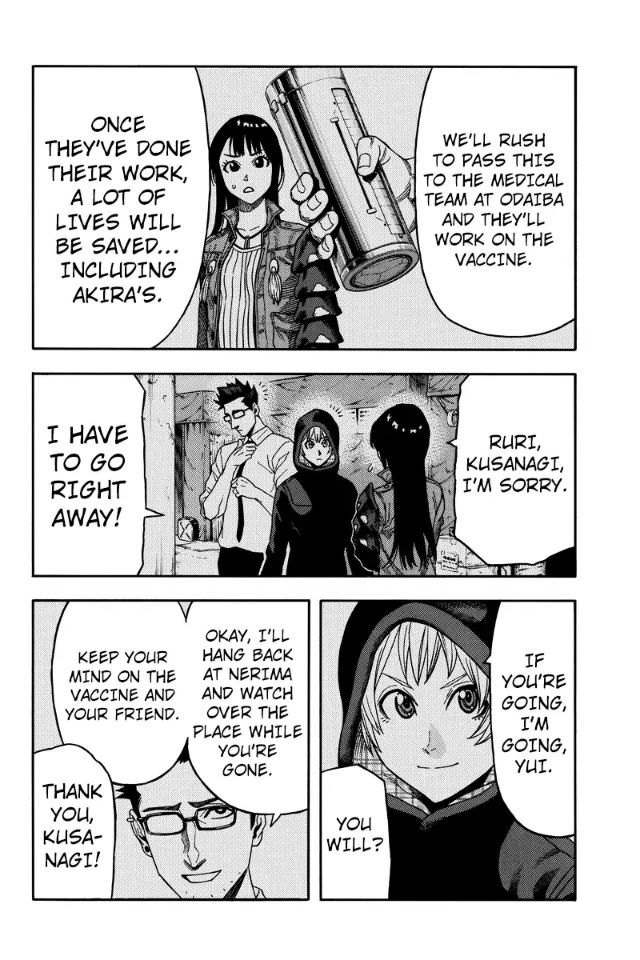 WE'LL RUSH
TO PASS THIS
TO THE MEDICAL
TEAM AT ODAIBA
AND THEY'LL
WORK ON THE
VACCINE.
ONCE
THEY'VE DONE
THEIR WORK,
A LOT OF
LIVES WILL
BE SAVED...
INCLUDING
AKIRA'S.
RURI,
KUSANAGI,
I'M SORRY.
I HAVE
TO GO
RIGHT
AWAY!
IF
YOU'RE
GOING,
I'M
GOING,
YUI.
YOU
WILL?
OKAY, I'LL
HANG BACK
AT NERIMA
AND WATCH
OVER THE
PLACE WHILE
YOU'RE
GONE.
KEEP YOUR
MIND ON THE
VACCINE AND
YOUR FRIEND.
THANK
YOU,
KUSA-
NAGI!